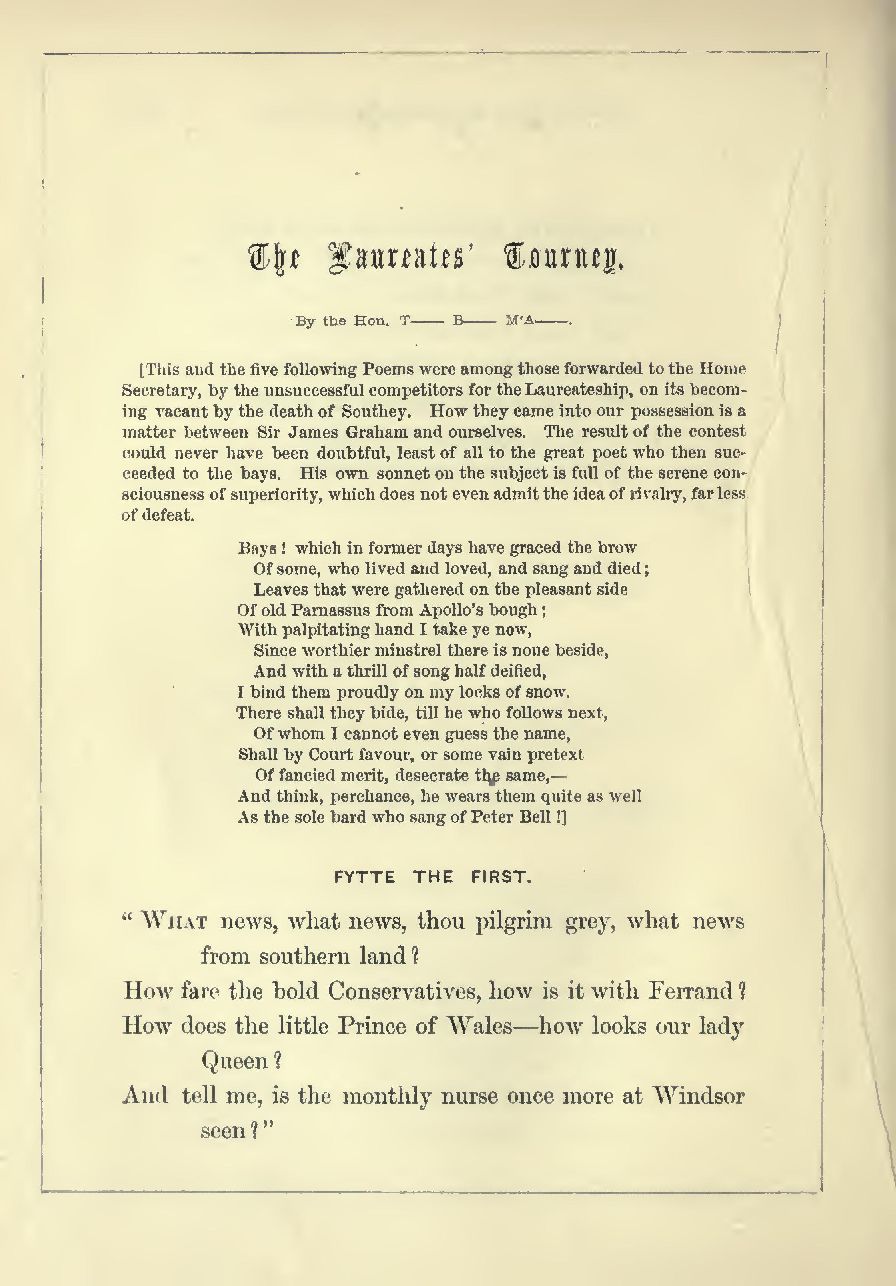 The Laureates' Tourney.
By the Hon. T—— B—— M'A——.
[This and the five following Poems were among those forwarded to the Home
Secretary, by the unsuccessful competitors for the Laureateship, on its becom-
ing vacant by the death of Southey. How they came into our possession is a
matter between Sir James Graham and ourselves. The result of the contest
could never have been doubtful, least of all to the great poet who then suc-
ceeded to the bays. His own sonnet on the subject is full of the serene con-
sciousness of superiority, which does not even admit the idea of rivalry, far less
of defeat.
Bays! which in former days have graced the brow
Of some, who lived and loved, and sang and died;
Leaves that were gathered on the pleasant side
Of old Parnassus from Apollo's bough;
With palpitating hand I take ye now,
Since worthier minstrel there is none beside,
And with a thrill of song half deified,
I bind them proudly on my locks of snow.
There shall they bide, till he who follows next,
Of whom I cannot even guess the name,
Shall by Court favour, or some vain pretext
Of fancied merit, desecrate the same,—
And think, perchance, he wears them quite as well
As the sole bard who sang of Peter Bell!]
FYTTE THE FIRST.
"WHAT news, what news, thou pilgrim grey, what news
from southern land?
How fare the bold Conservatives, how is it with Ferrand?
How does the little Prince of Wales—how looks our lady
Queen?
And tell me, is the monthly nurse once more at Windsor
seen?"